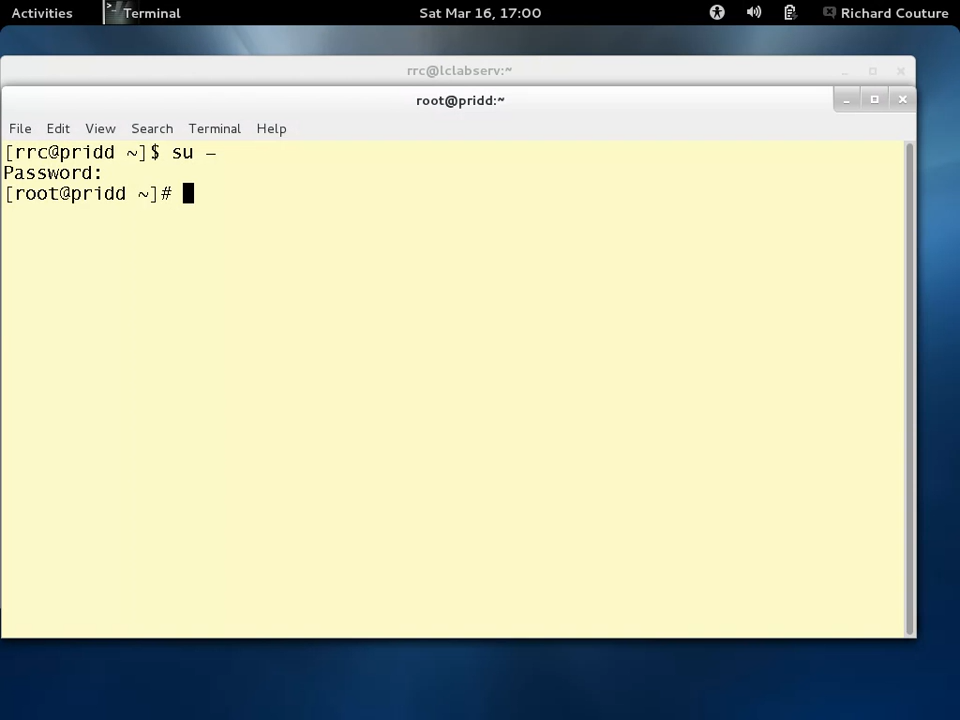 Activities Terminal Sat Mar 16, 17:00 Richard Couture
rrc@lclabserv:~
root@pridd:~
File Edit View Search Terminal Help
[rrc@pridd ~]$ su -
Password:
[root@pridd ~]#